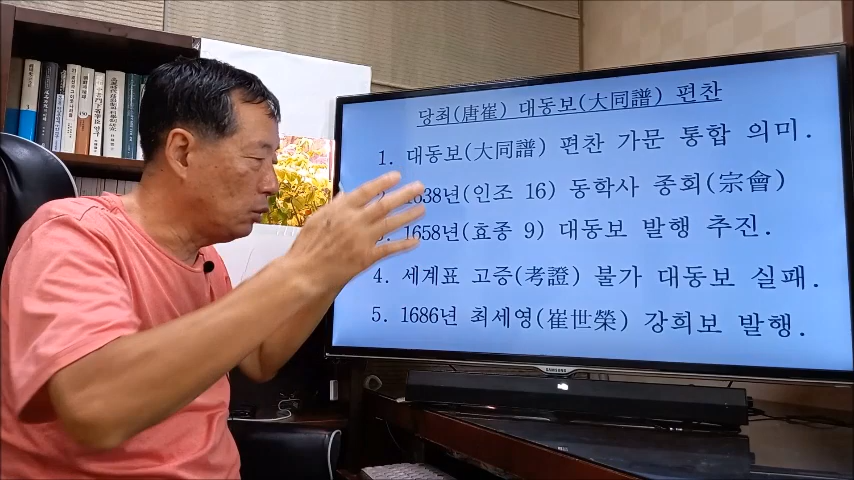 당최(唐崔) 대동보(大同譜) 편찬
1. 대동보(大同譜) 편찬 가문 통합 의미.
1638년(인조 16) 동학사 종회(宗會)
1658년(효종 9) 대동보 발행 추진.
4. 세계표 고증(考證) 불가 대동보 실패.
5. 1686년 최세영(崔世榮) 강희보 발행.